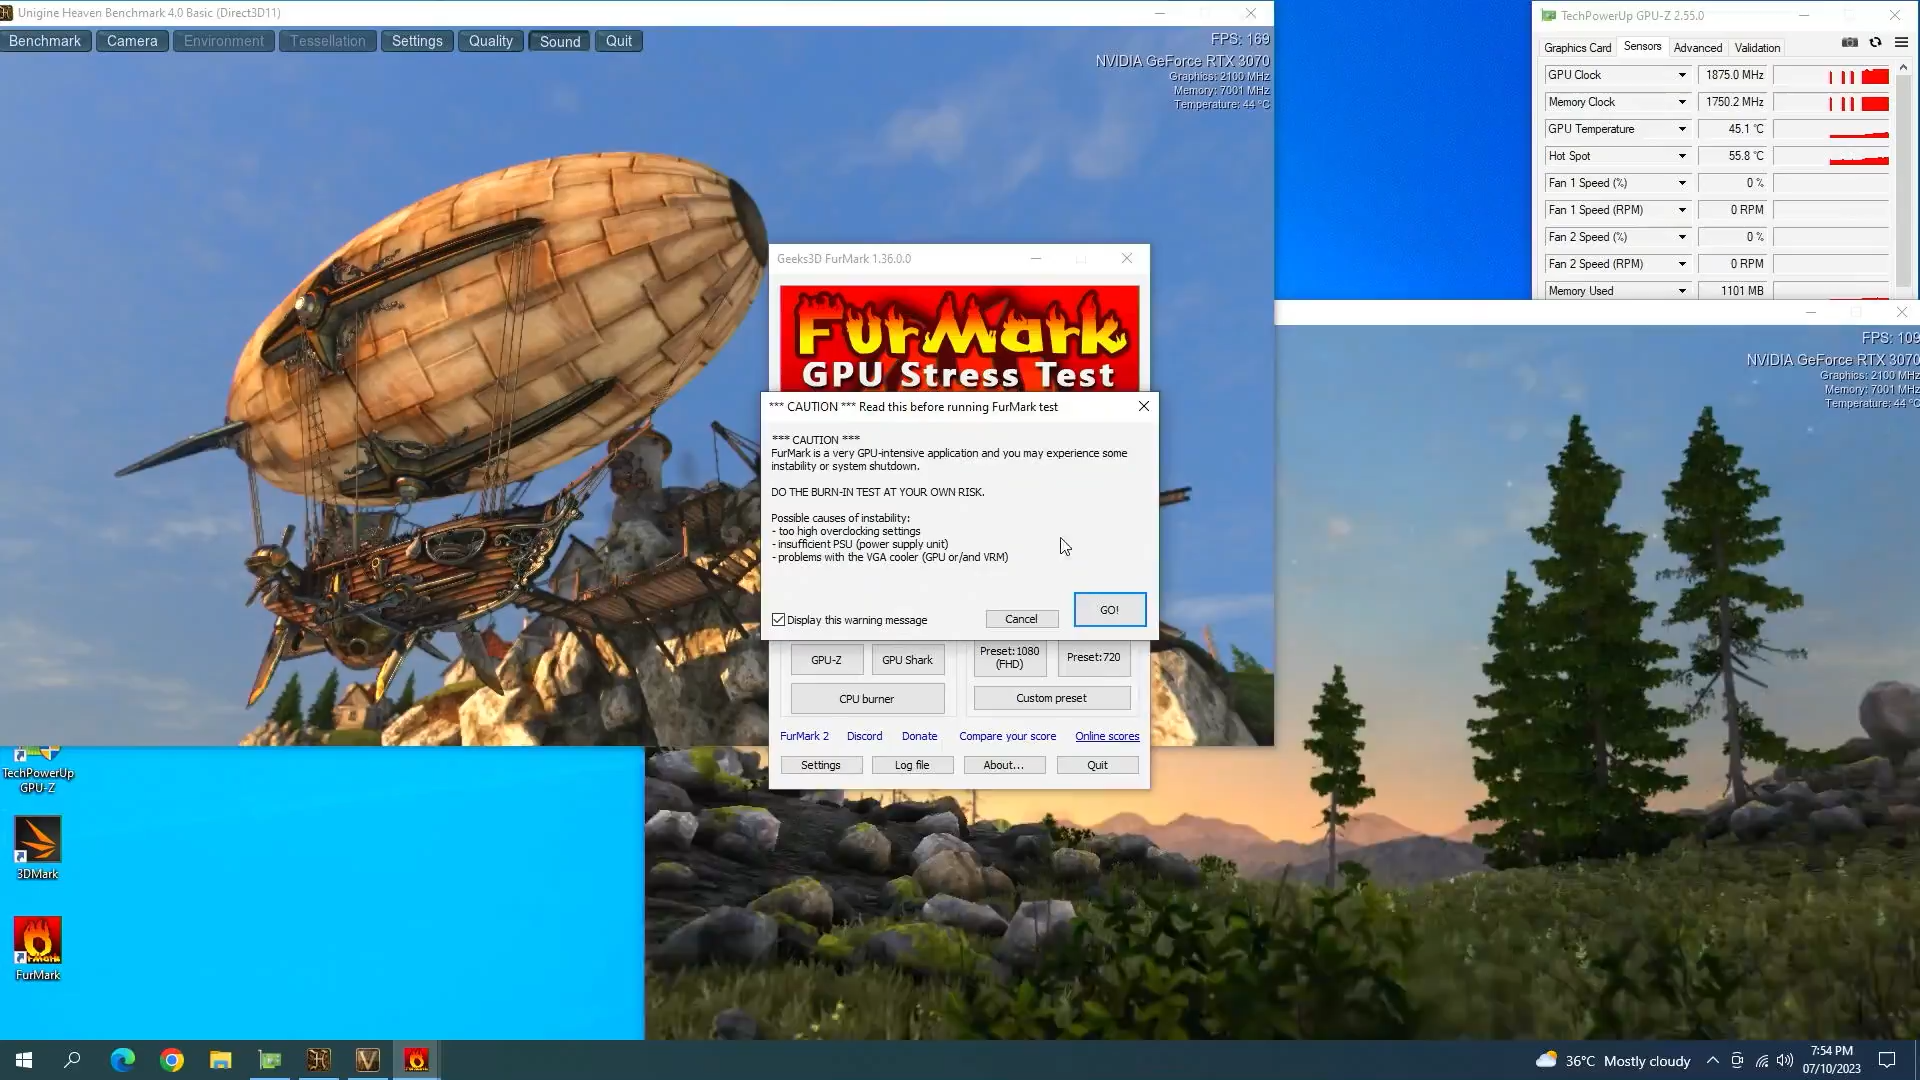 Unigine Heaven Benchmark 4.0 Basic (Direct3D11)
Benchmark
Camera
Environment
Tessellation
Settings
Quality
Sound
Quit
FPS: 169
NVIDIA GeForce RTX 3070
Graphics: 2100 MHz
Memory: 7001 MHz
Temperature: 44 °C
TechPowerUp GPU-Z 2.55.0
Graphics Card
Sensors
Advanced
Validation
GPU Clock 1875.0 MHz
Memory Clock 1750.2 MHz
GPU Temperature 45.1 °C
Hot Spot 55.8 °C
Fan 1 Speed (%) 0 %
Fan 1 Speed (RPM) 0 RPM
Fan 2 Speed (%) 0 %
Fan 2 Speed (RPM) 0 RPM
Memory Used 1101 MB
FPS: 109
NVIDIA GeForce RTX 3070
Graphics: 2100 MHz
Memory: 7001 MHz
Temperature: 44 °C
Geeks3D FurMark 1.36.0.0
FurMark
GPU Stress Test
*** CAUTION *** Read this before running FurMark test
*** CAUTION ***
FurMark is a very GPU-intensive application and you may experience some
instability or system shutdown.
DO THE BURN-IN TEST AT YOUR OWN RISK.
Possible causes of instability:
- too high overclocking settings
- insufficient PSU (power supply unit)
- problems with the VGA cooler (GPU or/and VRM)
Display this warning message
Cancel
GO!
GPU-Z
GPU Shark
Preset:1080
(FHD)
Preset:720
CPU burner
Custom preset
FurMark 2
Discord
Donate
Compare your score
Online scores
Settings
Log file
About...
Quit
TechPowerUp
GPU-Z
3DMark
FurMark
36°C Mostly cloudy
7:54 PM
07/10/2023